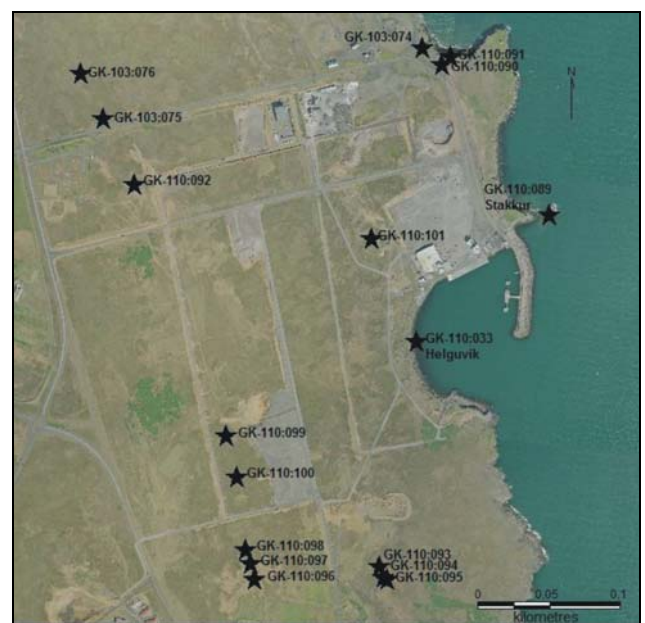 GK-103:074
GK-110:091
GK-110:090
GK-103:076
N
GK-103:075
GK-110:092
GK-110:089
Stakkur
GK-110:101
GK-110:033
Helguvik
GK-110:099
GK-110:100
GK-110:098
GK-110:097
GK-110:096
GK-110:093
GK-110:094
GK-110:095
0 0,05 0,1
kilometres